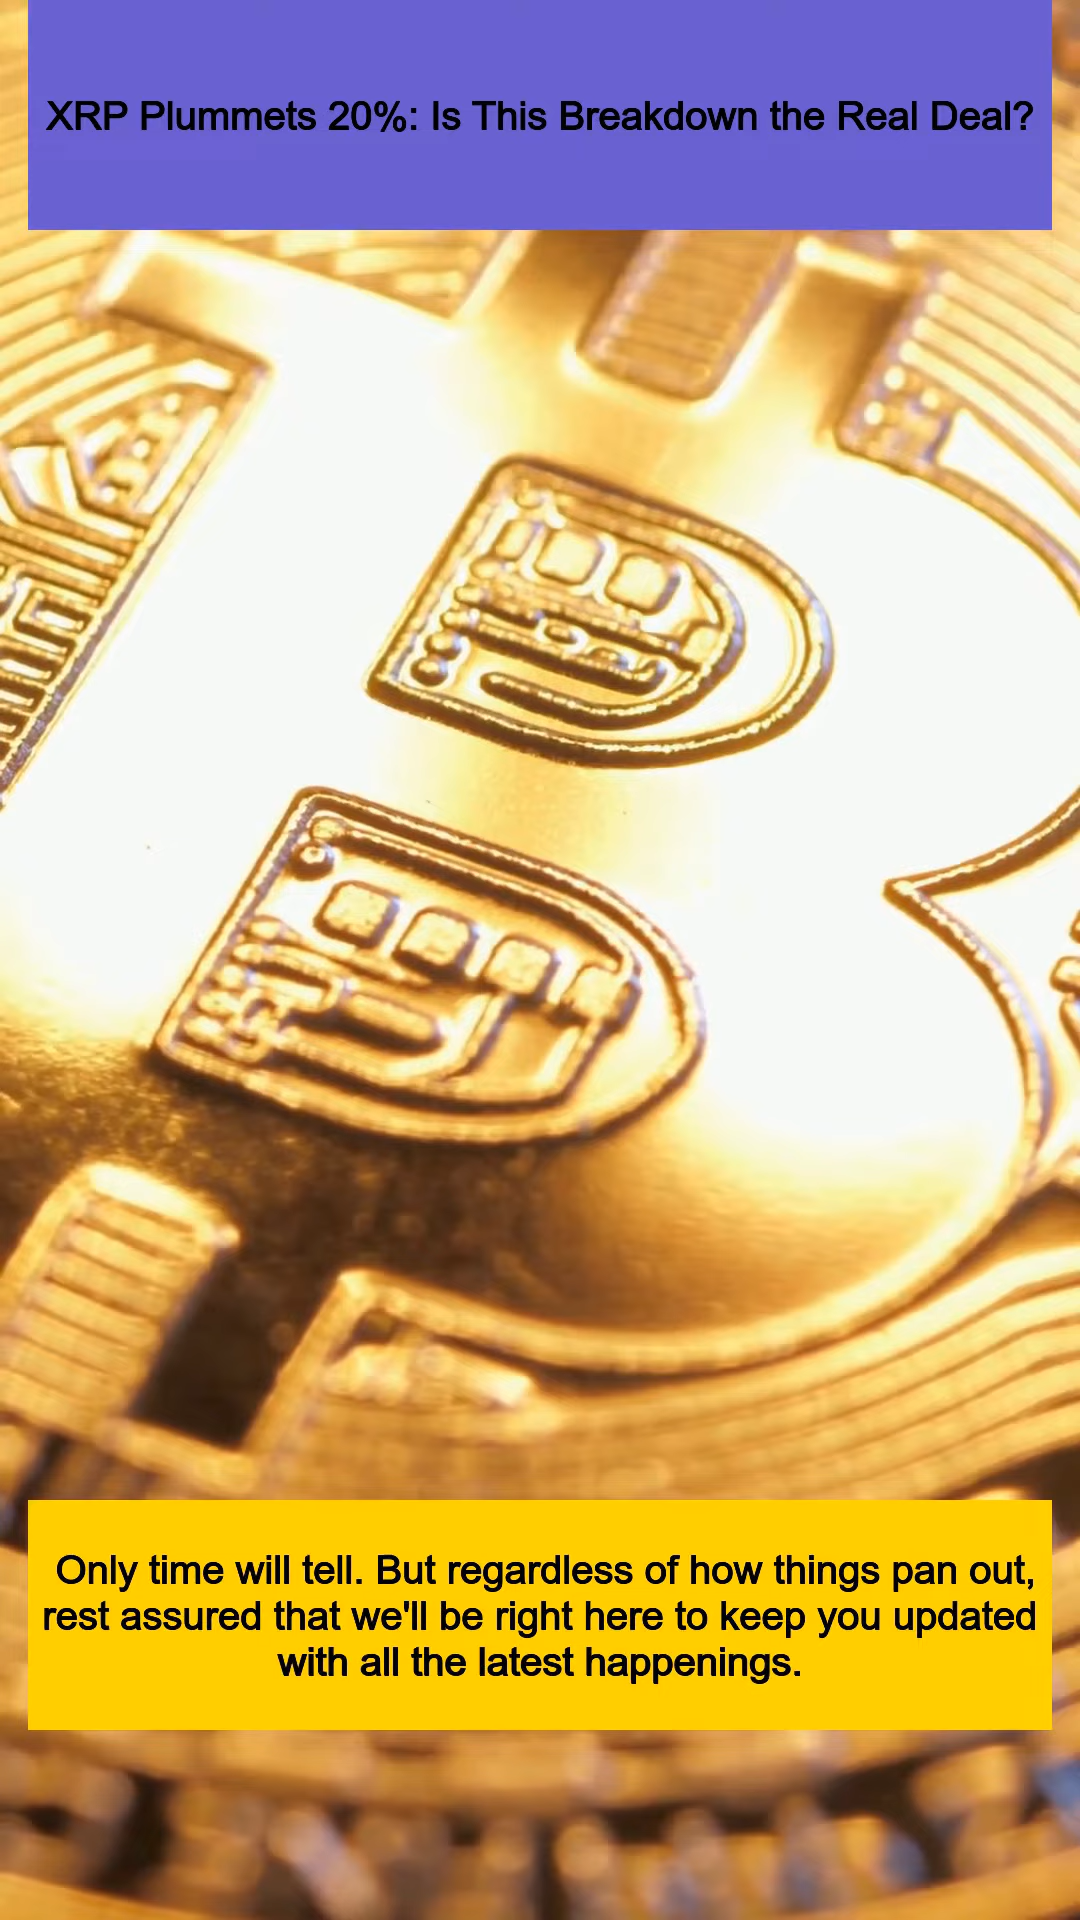 XRP Plummets 20%: Is This Breakdown the Real Deal?
Only time will tell. But regardless of how things pan out,
rest assured that we'll be right here to keep you updated
with all the latest happenings.